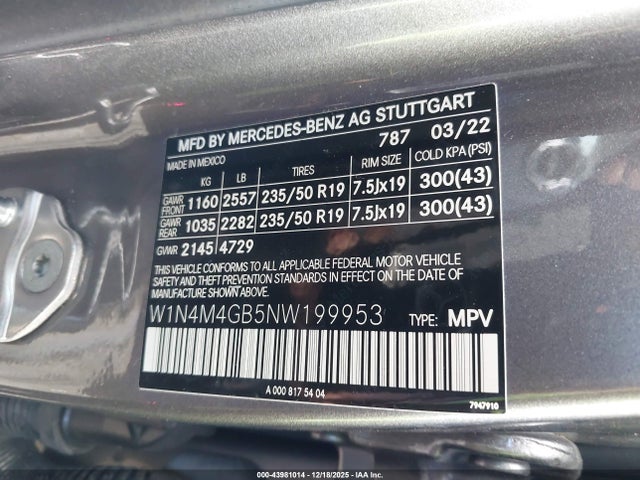 MFD BY MERCEDES-BENZ AG STUTTGART
787 03/22
MADE IN MEXICO
KG LB TIRES RIM SIZE COLD KPA (PSI)
GAWR FRONT 1160 2557 235/50 R19 7.5Jx19 300(43)
GAWR REAR 1035 2282 235/50 R19 7.5Jx19 300(43)
GVWR 2145 4729
THIS VEHICLE CONFORMS TO ALL APPLICABLE FEDERAL MOTOR VEHICLE
SAFETY AND THEFT PREVENTION STANDARDS IN EFFECT ON THE DATE OF
MANUFACTURE SHOWN ABOVE.
W1N4M4GB5NW199953 TYPE: MPV
A 000 817 54 04
7947910
000-43981014 - 12/18/2025 - IAA Inc.